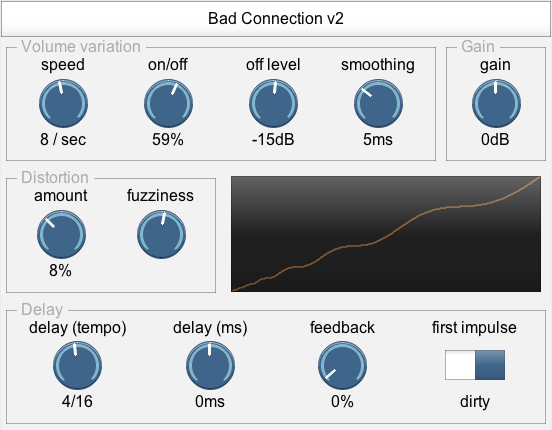 Bad Connection v2
Volume variation
Gain
speed on/off off level smoothing gain
8 / sec 59% -15dB 5ms 0dB
Distortion
amount fuzziness
8%
Delay
delay (tempo) delay (ms) feedback first impulse
4/16 0ms 0% dirty